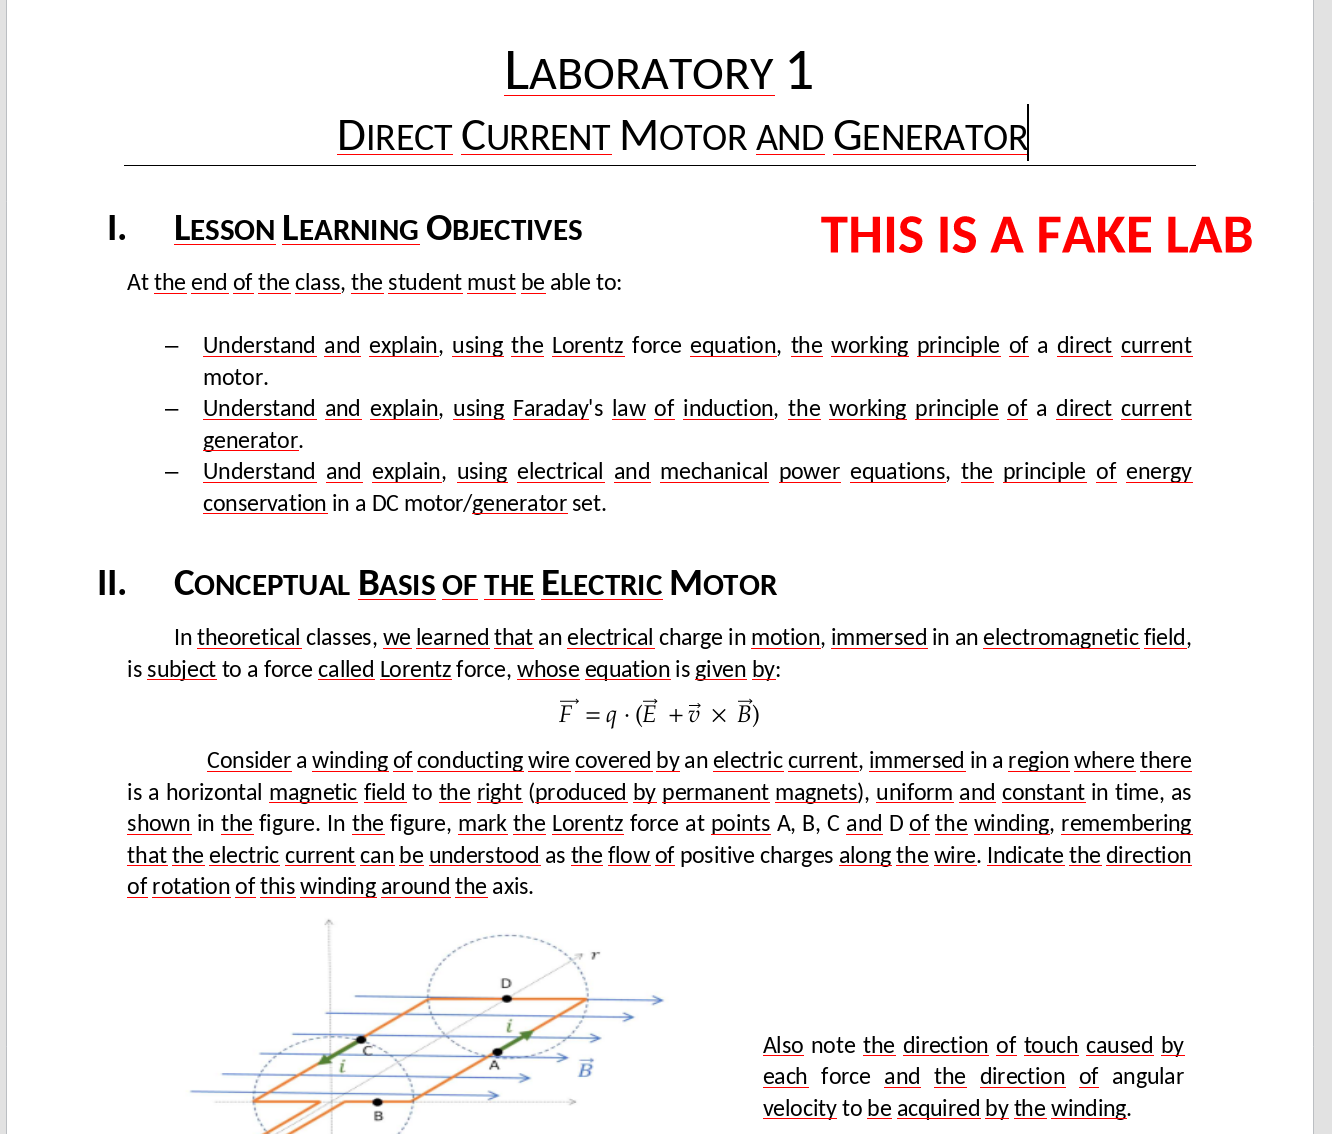 LABORATORY 1
DIRECT CURRENT MOTOR AND GENERATOR
I. LESSON LEARNING OBJECTIVES
THIS IS A FAKE LAB
At the end of the class, the student must be able to:
– Understand and explain, using the Lorentz force equation, the working principle of a direct current
motor.
– Understand and explain, using Faraday's law of induction, the working principle of a direct current
generator.
– Understand and explain, using electrical and mechanical power equations, the principle of energy
conservation in a DC motor/generator set.
II. CONCEPTUAL BASIS OF THE ELECTRIC MOTOR
In theoretical classes, we learned that an electrical charge in motion, immersed in an electromagnetic field,
is subject to a force called Lorentz force, whose equation is given by:
F⃗ = q · (E⃗ + v⃗ × B⃗)
Consider a winding of conducting wire covered by an electric current, immersed in a region where there
is a horizontal magnetic field to the right (produced by permanent magnets), uniform and constant in time, as
shown in the figure. In the figure, mark the Lorentz force at points A, B, C and D of the winding, remembering
that the electric current can be understood as the flow of positive charges along the wire. Indicate the direction
of rotation of this winding around the axis.
r
D
i
C
i
A
B⃗
B
Also note the direction of touch caused by
each force and the direction of angular
velocity to be acquired by the winding.